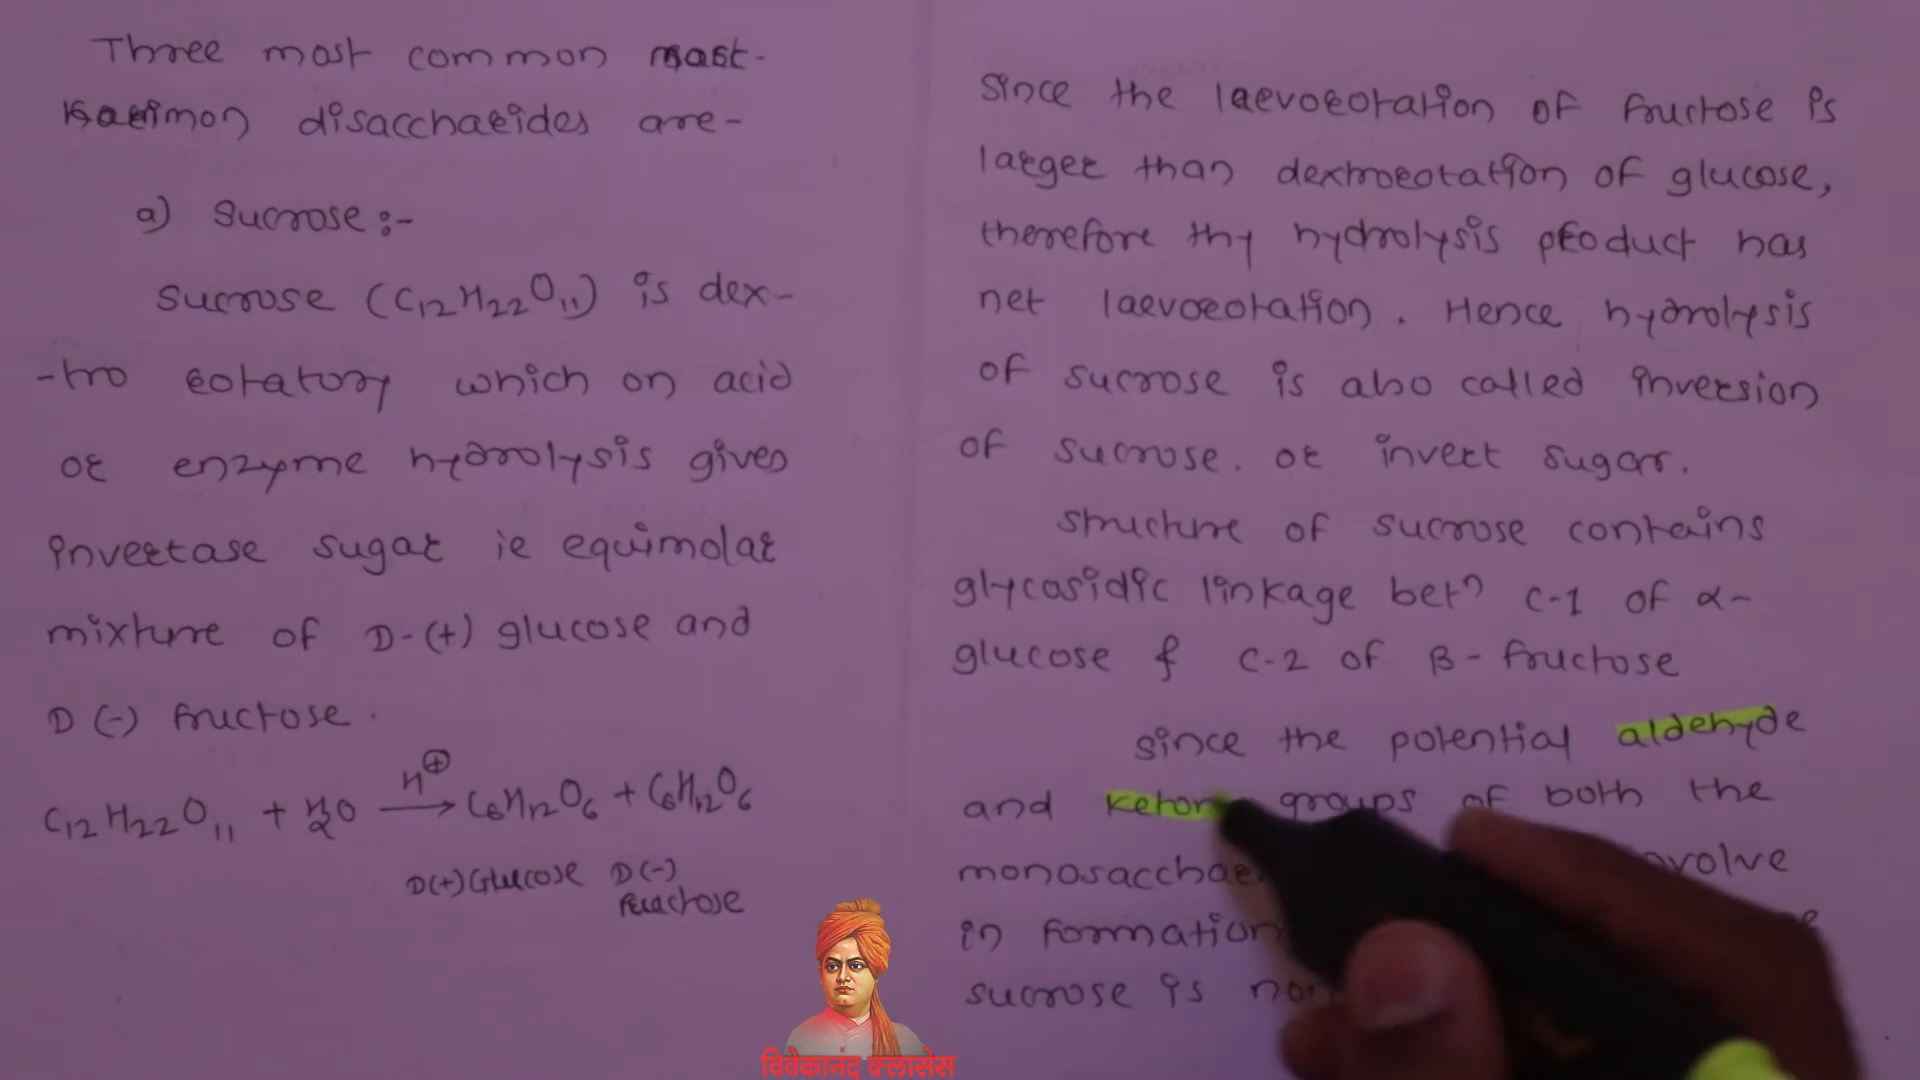 Three most common most-
kommon disaccharides are-
a) Sucrose :-
Sucrose (C12H22O11) is dex-
-tro rotatory which on acid
or enzyme hydrolysis gives
invertase sugar ie equimolar
mixture of D-(+) glucose and
D (-) fructose.
C12H22O11 + H2O H⊕ → C6H12O6 + C6H12O6
D(+) Glucose D(-)
Fructose
Since the laevorotation of fructose is
larger than dextrorotation of glucose,
therefore thy hydrolysis product has
net laevorotation. Hence hydrolysis
of sucrose is also called inversion
of sucrose. or invert sugar.
structure of sucrose contains
glycosidic linkage betn C-1 of α-
glucose & C-2 of β- fructose
since the potential aldehyde
and groups of both the
in formation
sucrose is
विवेकानंद क्लासेस